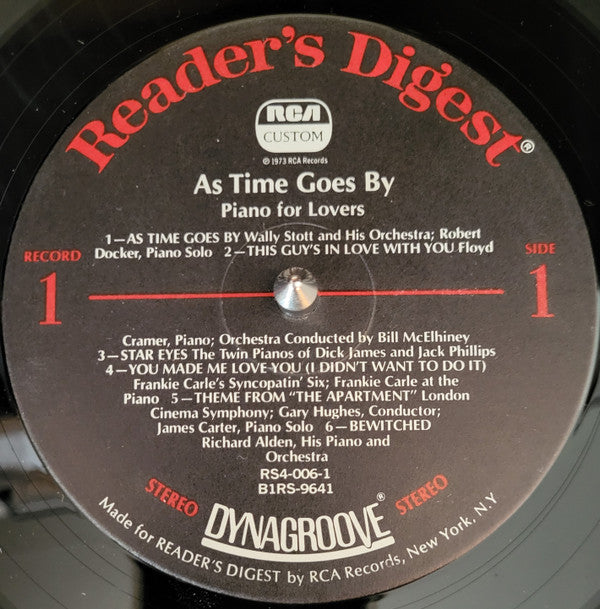 Reader's Digest®
RCA
CUSTOM
℗ 1973 RCA Records
As Time Goes By
Piano for Lovers
1—AS TIME GOES BY Wally Stott and His Orchestra; Robert
Docker, Piano Solo 2—THIS GUY'S IN LOVE WITH YOU Floyd
RECORD
1
SIDE
1
Cramer, Piano; Orchestra Conducted by Bill McElhiney
3—STAR EYES The Twin Pianos of Dick James and Jack Phillips
4—YOU MADE ME LOVE YOU (I DIDN'T WANT TO DO IT)
Frankie Carle's Syncopatin' Six; Frankie Carle at the
Piano 5—THEME FROM "THE APARTMENT" London
Cinema Symphony; Gary Hughes, Conductor;
James Carter, Piano Solo 6—BEWITCHED
Richard Alden, His Piano and
Orchestra
RS4-006-1
B1RS-9641
STEREO
DYNAGROOVE®
STEREO
Made for READER'S DIGEST by RCA Records, New York, N.Y